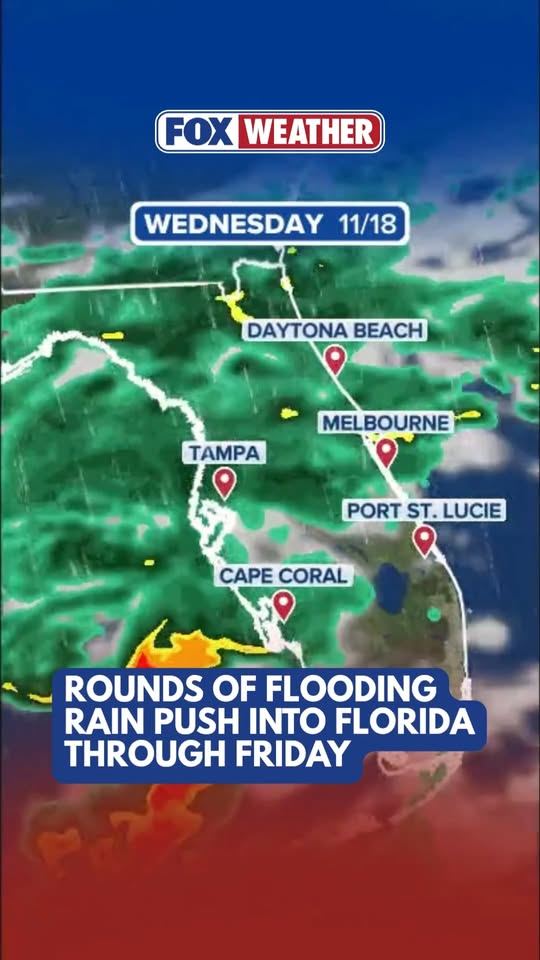 FOX WEATHER
WEDNESDAY 11/18
DAYTONA BEACH
MELBOURNE
TAMPA
PORT ST. LUCIE
CAPE CORAL
ROUNDS OF FLOODING
RAIN PUSH INTO FLORIDA
THROUGH FRIDAY